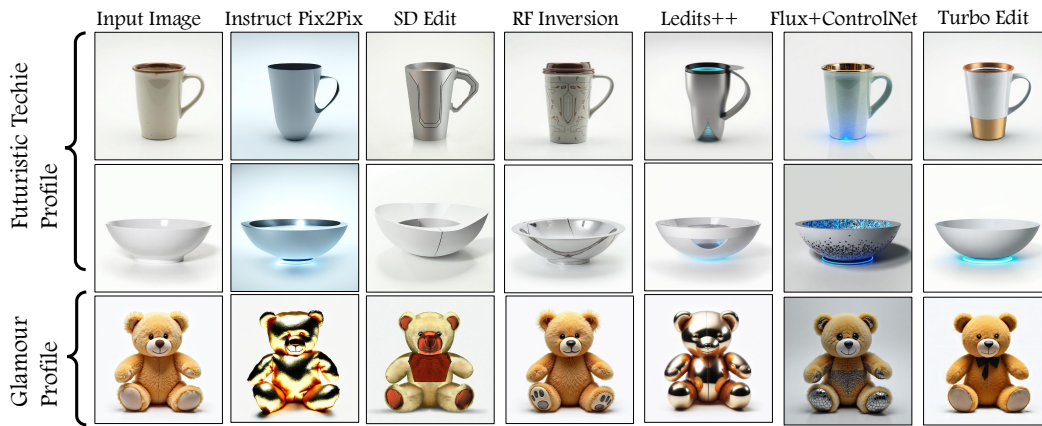 Input Image Instruct Pix2Pix SD Edit RF Inversion Ledits++ Flux+ControlNet Turbo Edit
Futuristic Techie
Profile
Glamour
Profile